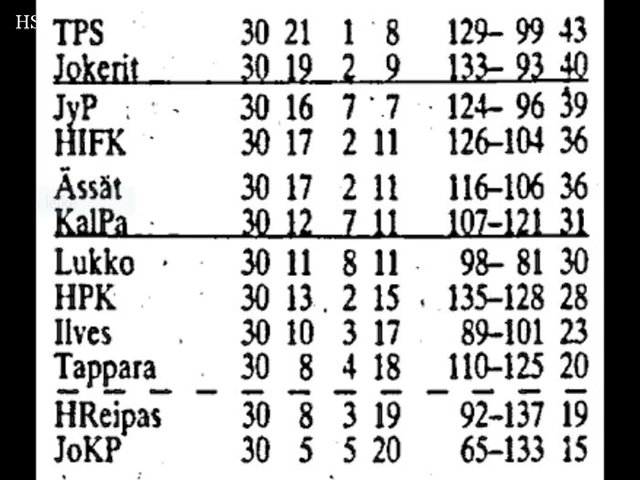 HS
TPS 30 21 1 8 129– 99 43
Jokerit 30 19 2 9 133– 93 40
JyP 30 16 7 7 124– 96 39
HIFK 30 17 2 11 126–104 36
Ässät 30 17 2 11 116–106 36
KalPa 30 12 7 11 107–121 31
Lukko 30 11 8 11 98– 81 30
HPK 30 13 2 15 135–128 28
Ilves 30 10 3 17 89–101 23
Tappara 30 8 4 18 110–125 20
HReipas 30 8 3 19 92–137 19
JoKP 30 5 5 20 65–133 15